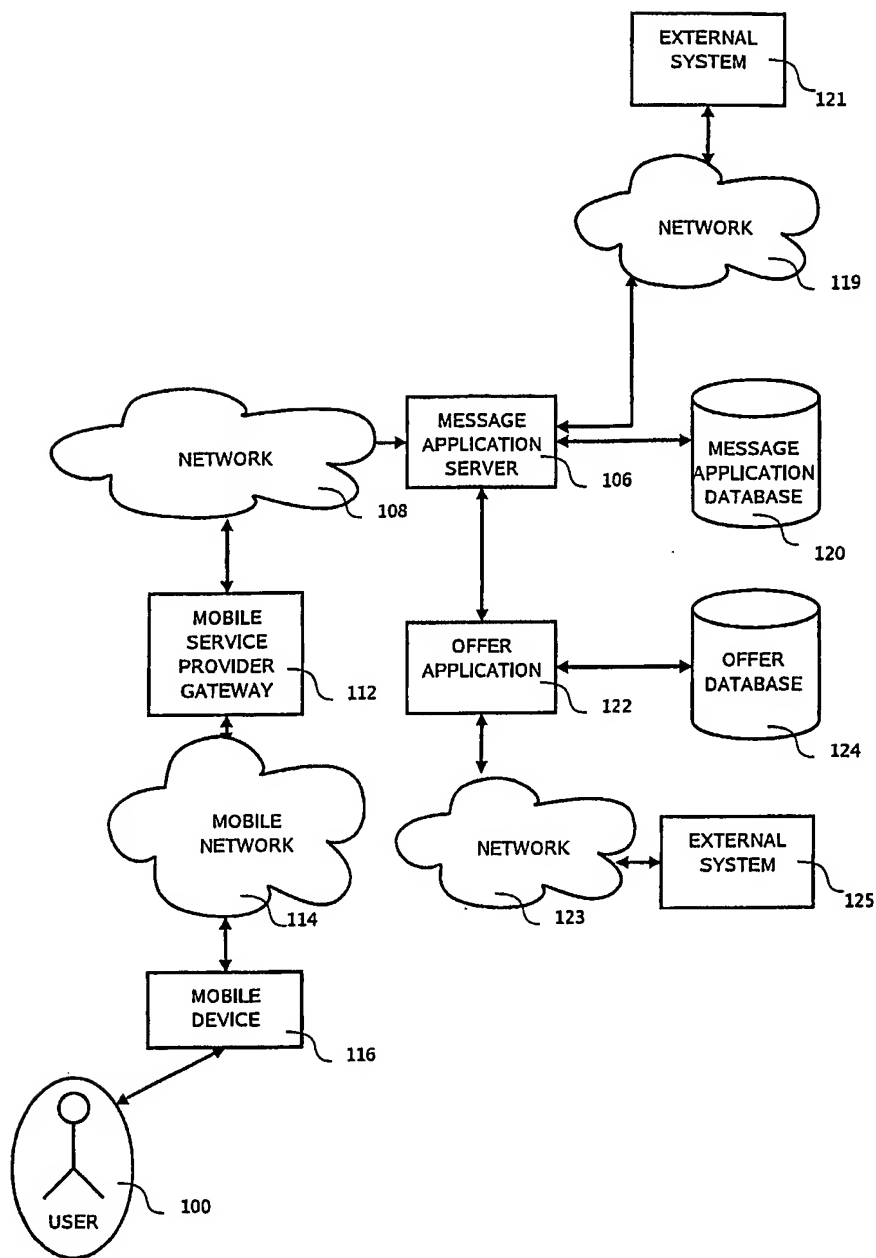 EXTERNAL
SYSTEM
121
NETWORK
119
NETWORK
108
MESSAGE
APPLICATION
SERVER
106
MESSAGE
APPLICATION
DATABASE
120
MOBILE
SERVICE
PROVIDER
GATEWAY
112
OFFER
APPLICATION
122
OFFER
DATABASE
124
MOBILE
NETWORK
114
NETWORK
123
EXTERNAL
SYSTEM
125
MOBILE
DEVICE
116
USER
100